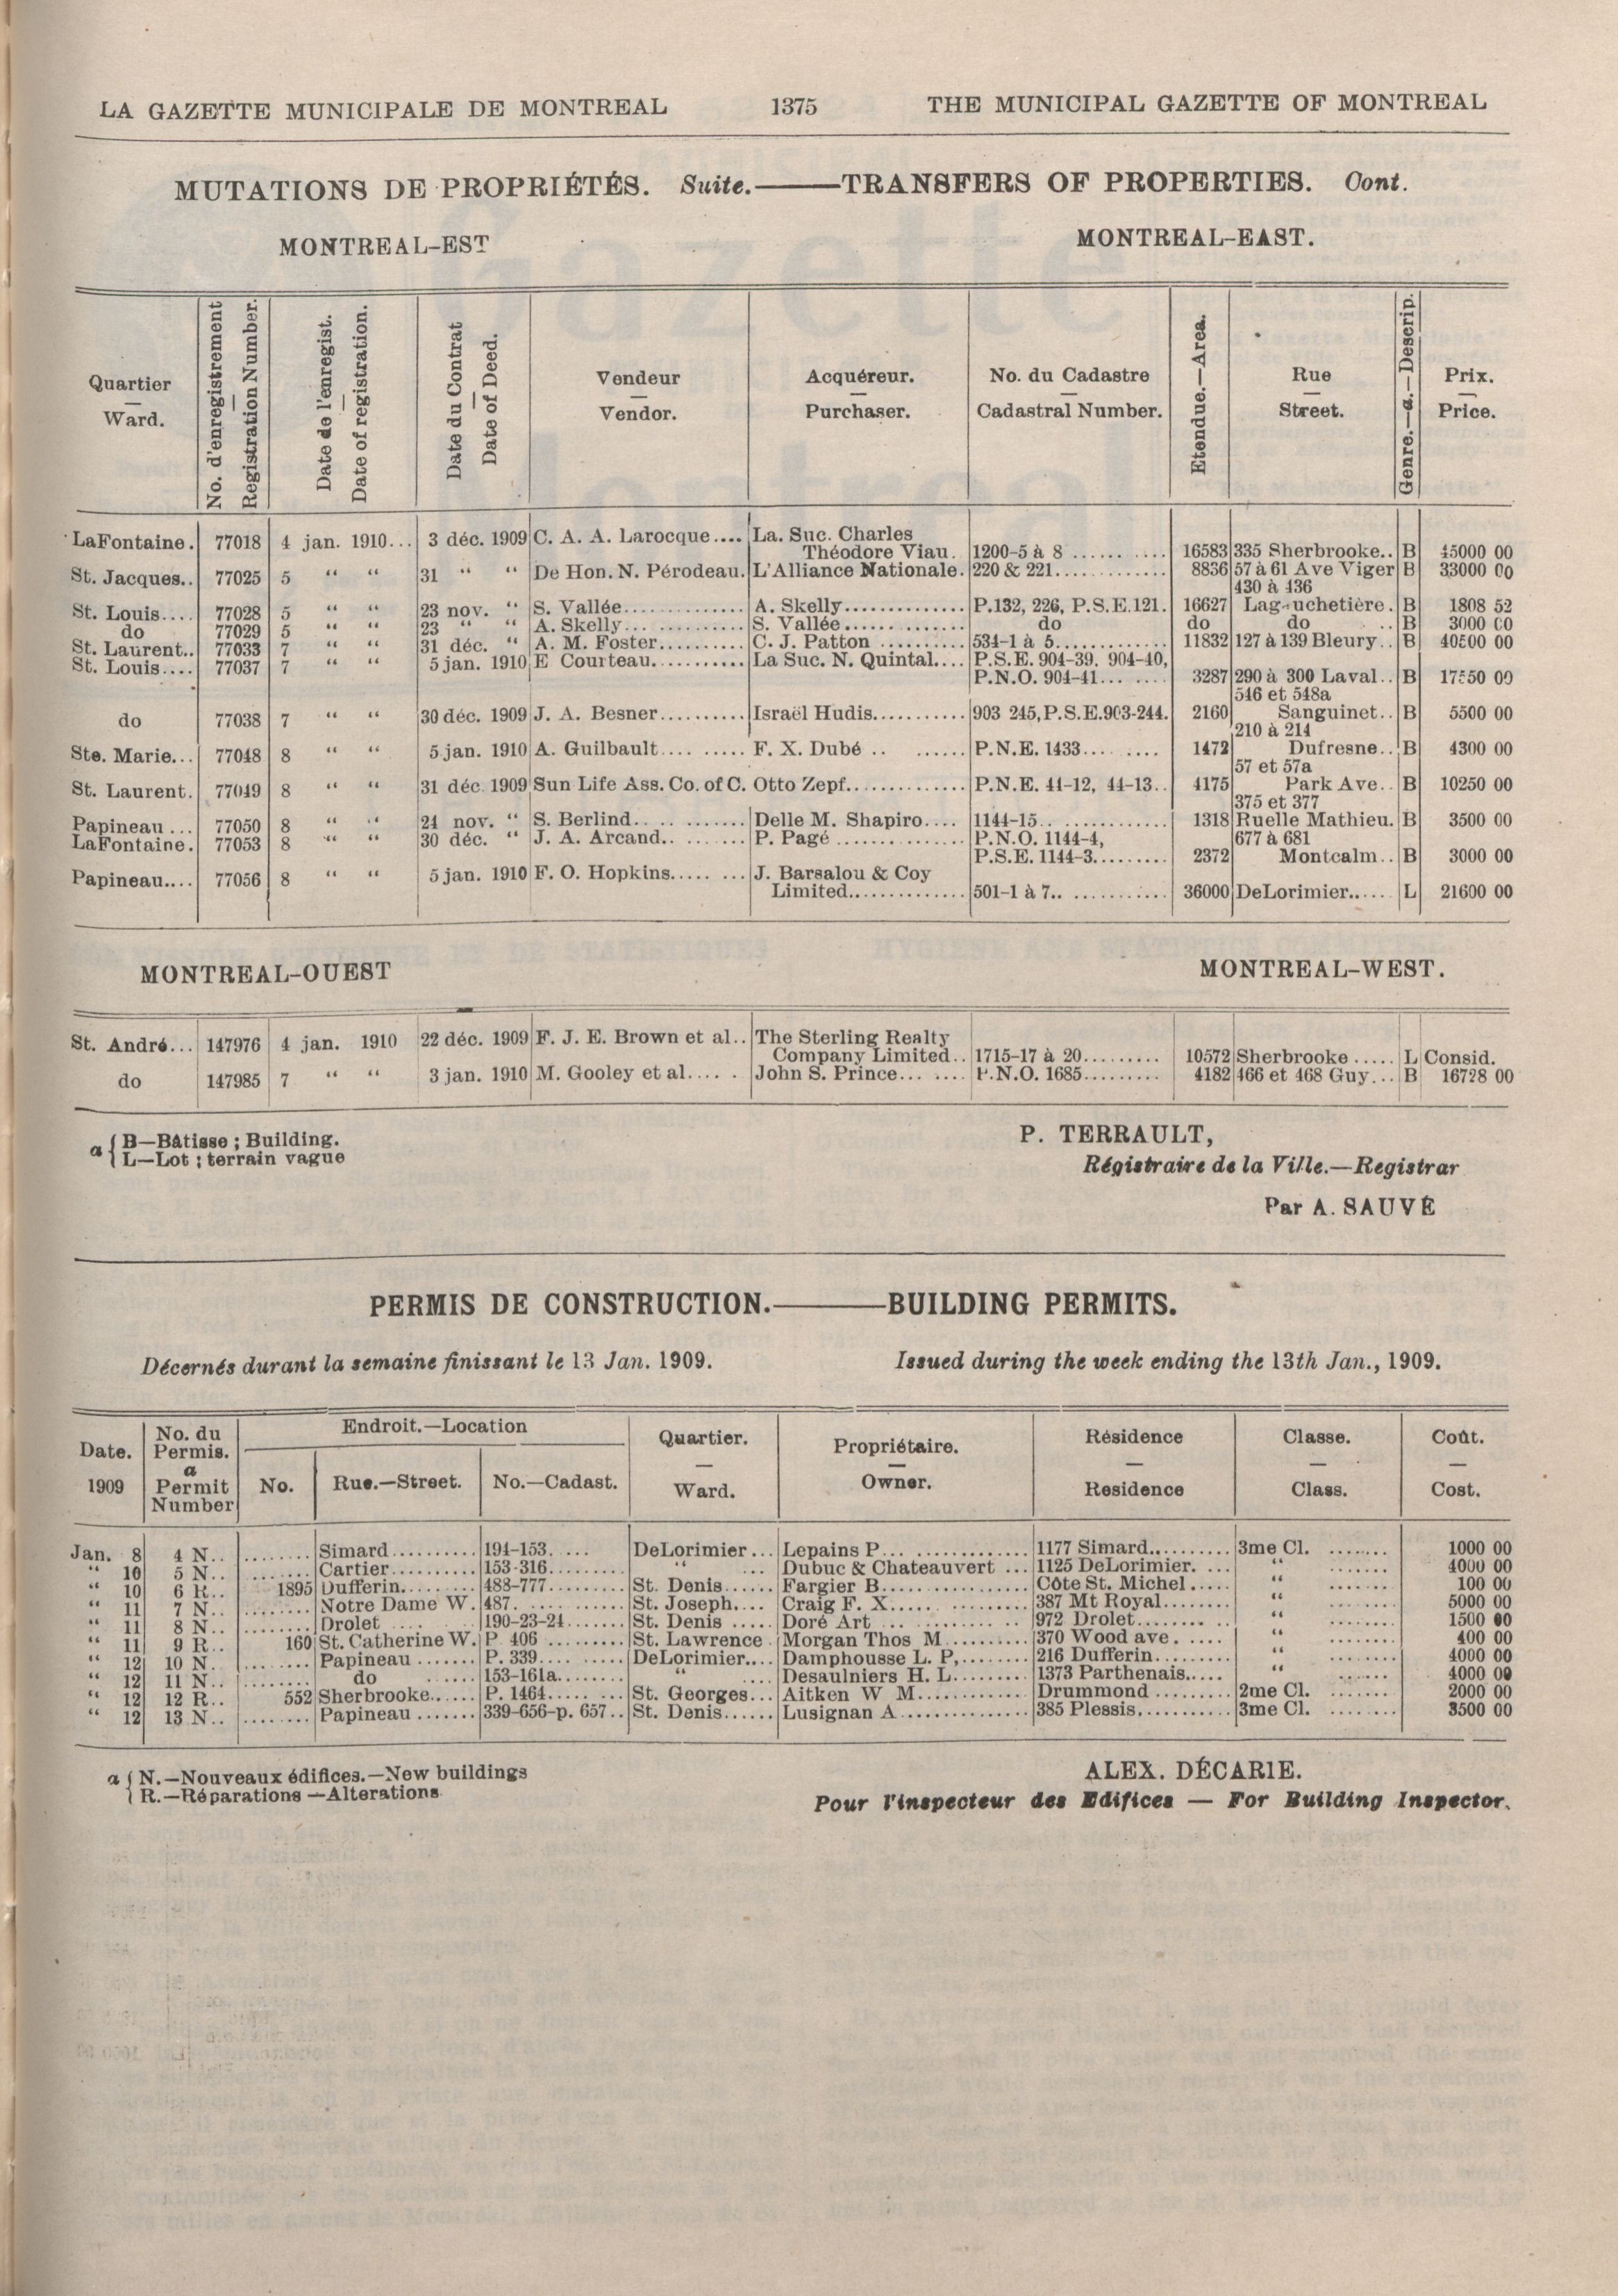 LA GAZETTE MUNICIPALE DE MONTREAL 1375 THE MUNICIPAL GAZETTE OF MONTREAL
MUTATIONS DE PROPRIÉTÉS. Suite.——TRANSFERS OF PROPERTIES. Cont.
MONTREAL-EST MONTREAL-EAST.
Quartier — Ward. No. d'enregistrement — Registration Number. Date de l'enregist. — Date of registration. Date du Contrat — Date of Deed. Vendeur — Vendor. Acquéreur. — Purchaser. No. du Cadastre — Cadastral Number. Etendue.—Area. Rue — Street. Genre.—a.—Descrip. Prix. — Price.
LaFontaine. 77018 4 jan. 1910... 3 déc. 1909 C. A. A. Larocque.... La. Suc. Charles
Théodore Viau. 1200-5 à 8 ...... .......... 16583 335 Sherbrooke.. B 45000 00
St. Jacques.. 77025 5 “ “ 31 “ “ De Hon. N. Pérodeau. L'Alliance Nationale. 220 & 221............ 8836 57 à 61 Ave Viger B 33000 00
430 à 436
St. Louis.... 77028 5 “ “ 23 nov. “ S. Vallée.............. A. Skelly.............. P.132, 226, P.S.E.121. 16627 Lag uchetière. B 1808 52
do 77029 5 “ “ 23 “ “ A. Skelly... ........... S. Vallée.............. do do do .. B 3000 00
St. Laurent.. 77033 7 “ “ 31 déc. “ A. M. Foster.......... C. J. Patton .......... 534-1 à 5............. 11832 127 à 139 Bleury.. B 40500 00
St. Louis.... 77037 7 “ “ 5 jan. 1910 E Courteau........... La Suc. N. Quintal.... P.S.E. 904-39. 904-40,
P.N.O. 904-41... ...... 3287 290 à 300 Laval.. B 17550 00
546 et 548a
do 77038 7 “ “ 30 déc. 1909 J. A. Besner.......... Israël Hudis........... 903 245, P.S.E.903-244. 2160 Sanguinet.. B 5500 00
210 à 214
Ste. Marie... 77048 8 “ “ 5 jan. 1910 A. Guilbault.... ..... F. X. Dubé .. ...... P.N.E. 1433.... ..... 1472 Dufresne.. B 4300 00
57 et 57a
St. Laurent. 77049 8 “ “ 31 déc. 1909 Sun Life Ass. Co. of C. Otto Zepf.............. P.N.E. 44-12, 44-13.. 4175 Park Ave.. B 10250 00
375 et 377
Papineau ... 77050 8 “ “ 24 nov. “ S. Berlind.. .. ....... Delle M. Shapiro.... 1144-15.. ............ 1318 Ruelle Mathieu. B 3500 00
LaFontaine. 77053 8 “ “ 30 déc. “ J. A. Arcand.. ....... P. Pagé ............... P.N.O. 1144-4, 677 à 681
P.S.E. 1144-3......... 2372 Montcalm.. B 3000 00
Papineau.... 77056 8 “ “ 5 jan. 1910 F. O. Hopkins..... ... J. Barsalou & Coy
Limited.............. 501-1 à 7.. ........... 36000 DeLorimier...... L 21600 00
MONTREAL-OUEST MONTREAL-WEST.
St. André... 147976 4 jan. 1910 22 déc. 1909 F. J. E. Brown et al.. The Sterling Realty
Company Limited.. 1715-17 à 20......... 10572 Sherbrooke ..... L Consid.
do 147985 7 “ “ 3 jan. 1910 M. Gooley et al.... . John S. Prince... .... P.N.O. 1685......... 4182 466 et 468 Guy... B 16728 00
a { B—Bâtisse ; Building.
L—Lot ; terrain vague
P. TERRAULT,
Régistraire de la Ville.—Registrar
Par A. SAUVÉ
PERMIS DE CONSTRUCTION.——BUILDING PERMITS.
Décernés durant la semaine finissant le 13 Jan. 1909. Issued during the week ending the 13th Jan., 1909.
Date. 1909 No. du Permis. a Permit Number Endroit.—Location No. Rue.—Street. No.—Cadast. Quartier. — Ward. Propriétaire. — Owner. Résidence — Residence Classe. — Class. Coût. — Cost.
Jan. 8 4 N.. ........ Simard.......... 194-153. ... DeLorimier... Lepains P... .............. 1177 Simard.......... 3me Cl. ....... 1000 00
“ 10 5 N.. ........ Cartier.......... 153-316......... “ ... Dubuc & Chateauvert ... 1125 DeLorimier. ... “ ....... 4000 00
“ 10 6 R.. 1895 Dufferin......... 483-777......... St. Denis...... Fargier B................. Côte St. Michel ..... “ ........ 100 00
“ 11 7 N.. ......... Notre Dame W. 487. ........... St. Joseph.... Craig F. X...... ........... 387 Mt Royal........ “ ........ 5000 00
“ 11 8 N.. ........ Drolet .... .. .... 190-23-24....... St. Denis ..... Doré Art ... ......... .. 972 Drolet......... “ ........ 1500 00
“ 11 9 R.. 160 St. Catherine W. P 406 ......... St. Lawrence . Morgan Thos M.......... 370 Wood ave. ..... “ ........ 400 00
“ 12 10 N.. ........ Papineau ....... P. 339.... ...... DeLorimier.... Damphousse L. P,........ 216 Dufferin......... “ ........ 4000 00
“ 12 11 N.. ........ do ..... 153-161a........ “ .... Desaulniers H. L......... 1373 Parthenais..... “ ...... 4000 00
“ 12 12 R.. 552 Sherbrooke...... P. 1464..... ... St. Georges... Aitken W M............. Drummond ......... 2me Cl. ....... 2000 00
“ 12 13 N.. ........ Papineau ....... 339-656-p. 657.. St. Denis...... Lusignan A............... 385 Plessis........... 3me Cl. ........ 3500 00
a { N.—Nouveaux édifices.—New buildings
R.—Réparations —Alterations
ALEX. DÉCARIE.
Pour l'inspecteur des Edifices — For Building Inspector.